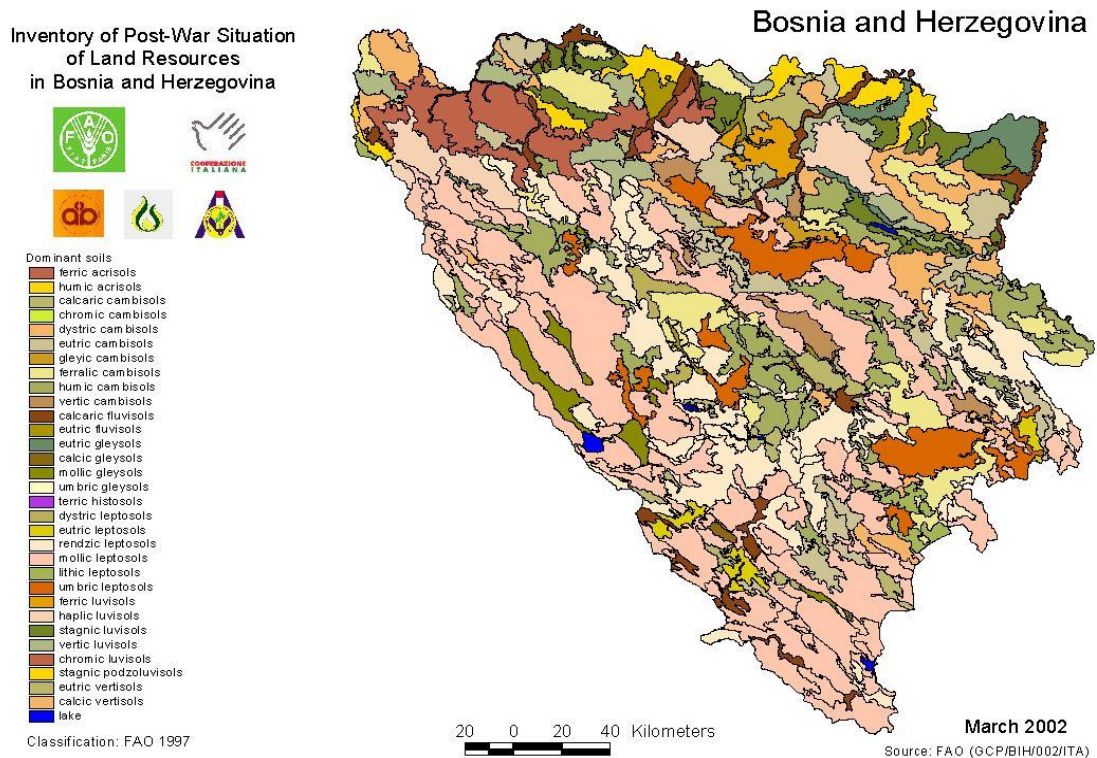 Bosnia and Herzegovina
Inventory of Post-War Situation
of Land Resources
in Bosnia and Herzegovina
F A O
FIAT PANIS
COOPERAZIONE
ITALIANA
Dominant soils
ferric acrisols
humic acrisols
calcaric cambisols
chromic cambisols
dystric cambisols
eutric cambisols
gleyic cambisols
ferralic cambisols
humic cambisols
vertic cambisols
calcaric fluvisols
eutric fluvisols
eutric gleysols
calcic gleysols
mollic gleysols
umbric gleysols
terric histosols
dystric leptosols
eutric leptosols
rendzic leptosols
mollic leptosols
lithic leptosols
umbric leptosols
ferric luvisols
haplic luvisols
stagnic luvisols
vertic luvisols
chromic luvisols
stagnic podzoluvisols
eutric vertisols
calcic vertisols
lake
Classification: FAO 1997
20 0 20 40 Kilometers
March 2002
Source: FAO (GCP/BIH/002/ITA)